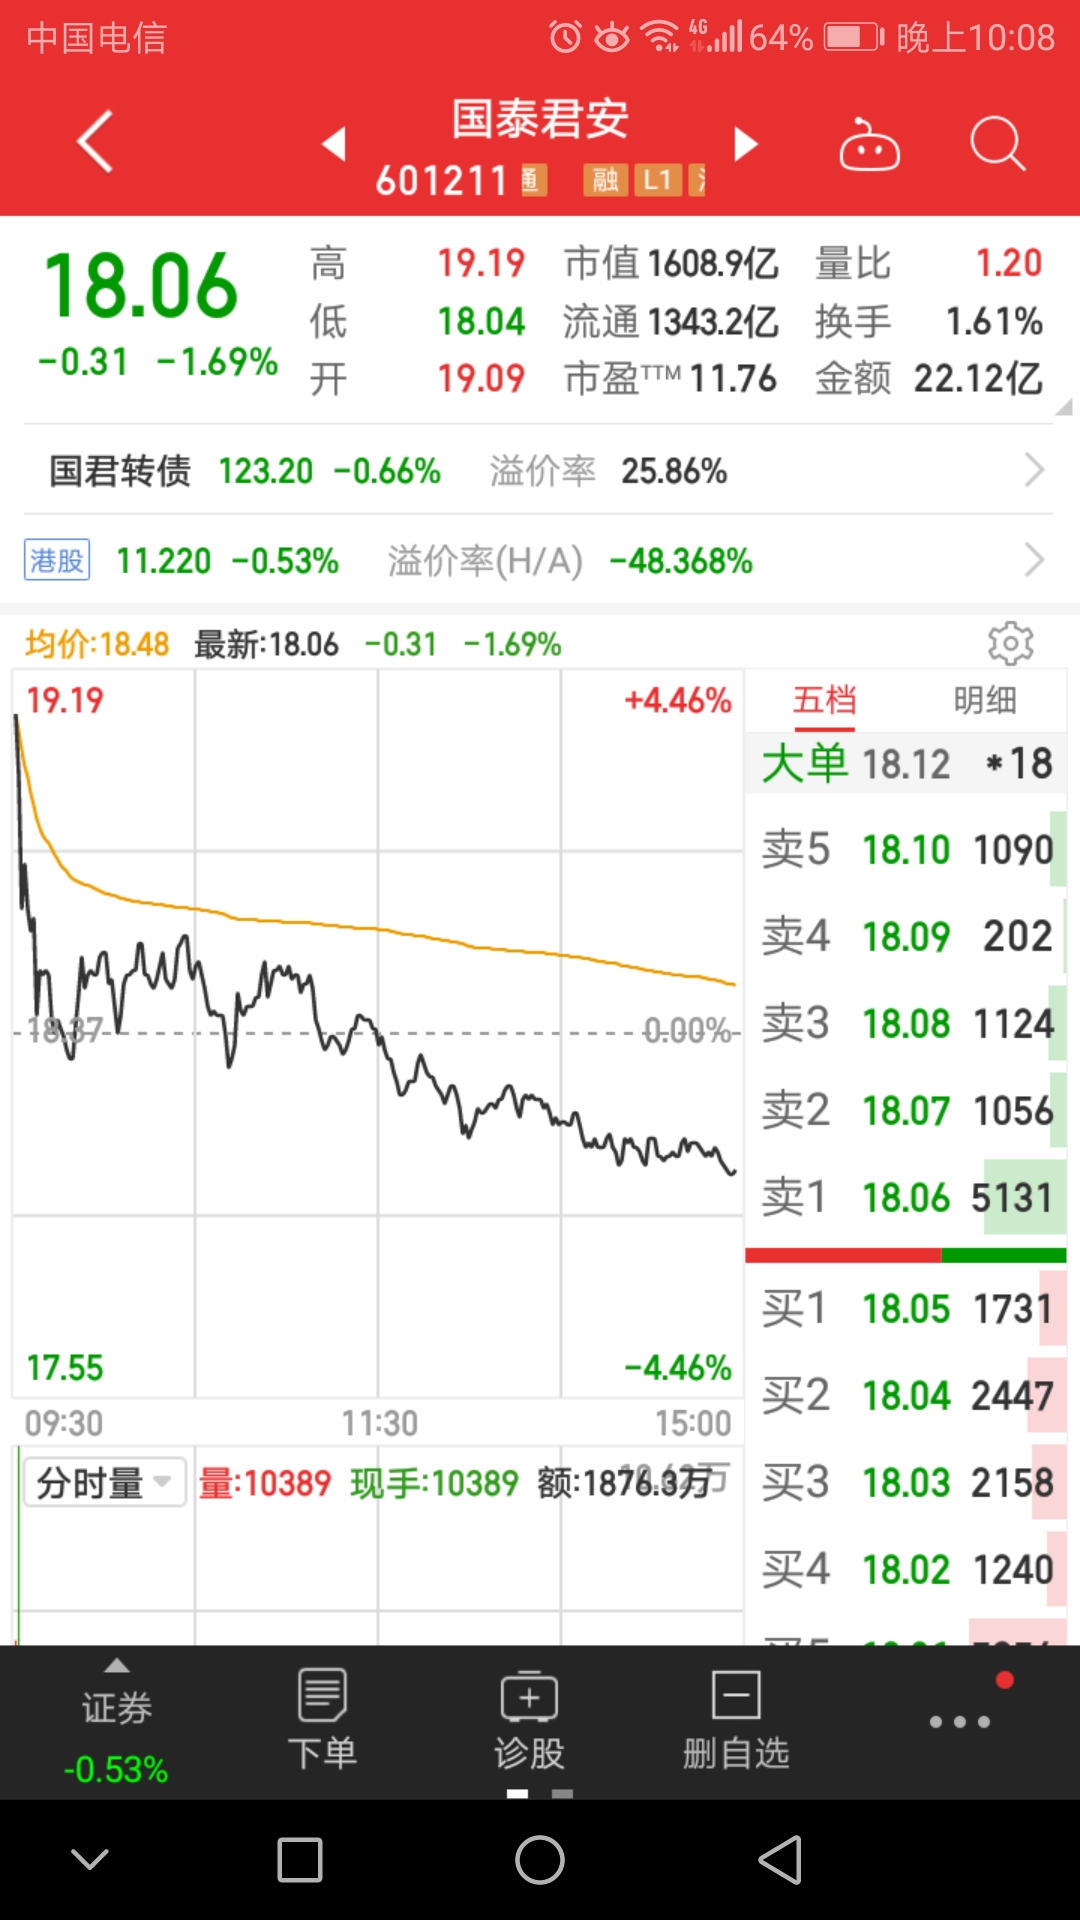 中国电信 4G 64% 晚上10:08
国泰君安
601211 通 融 L1
18.06
-0.31 -1.69%
高 19.19 市值 1608.9亿 量比 1.20
低 18.04 流通 1343.2亿 换手 1.61%
开 19.09 市盈TTM 11.76 金额 22.12亿
国君转债 123.20 -0.66% 溢价率 25.86%
港股 11.220 -0.53% 溢价率(H/A) -48.368%
均价:18.48 最新:18.06 -0.31 -1.69%
19.19 +4.46%
18.37 0.00%
17.55 -4.46%
09:30 11:30 15:00
分时量 量:10389 现手:10389 额:1876.3万
五档 明细
大单 18.12 *18
卖5 18.10 1090
卖4 18.09 202
卖3 18.08 1124
卖2 18.07 1056
卖1 18.06 5131
买1 18.05 1731
买2 18.04 2447
买3 18.03 2158
买4 18.02 1240
证券
-0.53%
下单
诊股
删自选